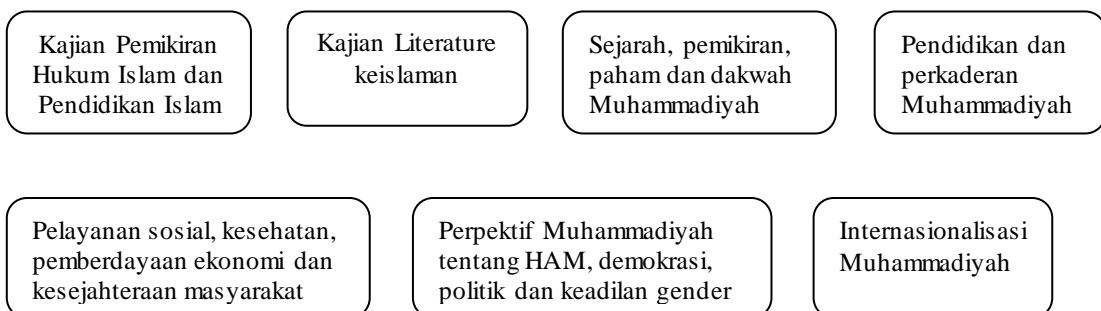 Kajian Pemikiran
Hukum Islam dan
Pendidikan Islam
Kajian Literature
keislaman
Sejarah, pemikiran,
paham dan dakwah
Muhammadiyah
Pendidikan dan
perkaderan
Muhammadiyah
Pelayanan sosial, kesehatan,
pemberdayaan ekonomi dan
kesejahteraan masyarakat
Perpektif Muhammadiyah
tentang HAM, demokrasi,
politik dan keadilan gender
Internasionalisasi
Muhammadiyah